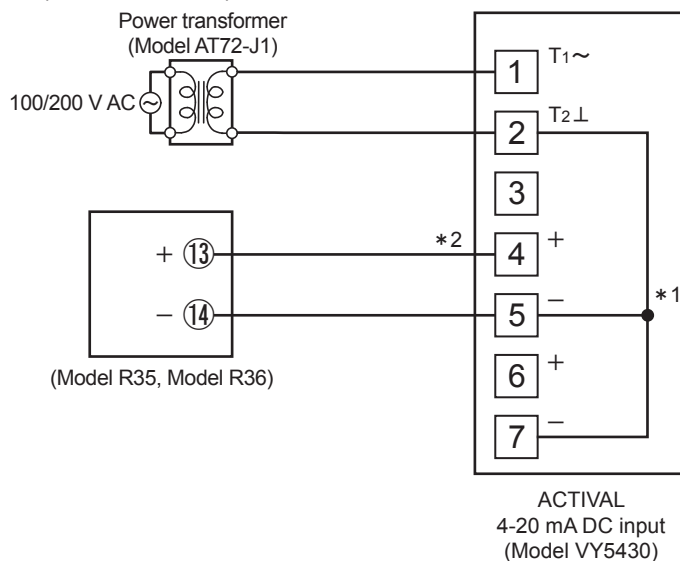 Power transformer
(Model AT72-J1)
100/200 V AC
1 T1～
2 T2⊥
3
*2
+ ⑬
4 +
*1
− ⑭
5 −
6 +
(Model R35, Model R36)
7 −
ACTIVAL
4-20 mA DC input
(Model VY5430)